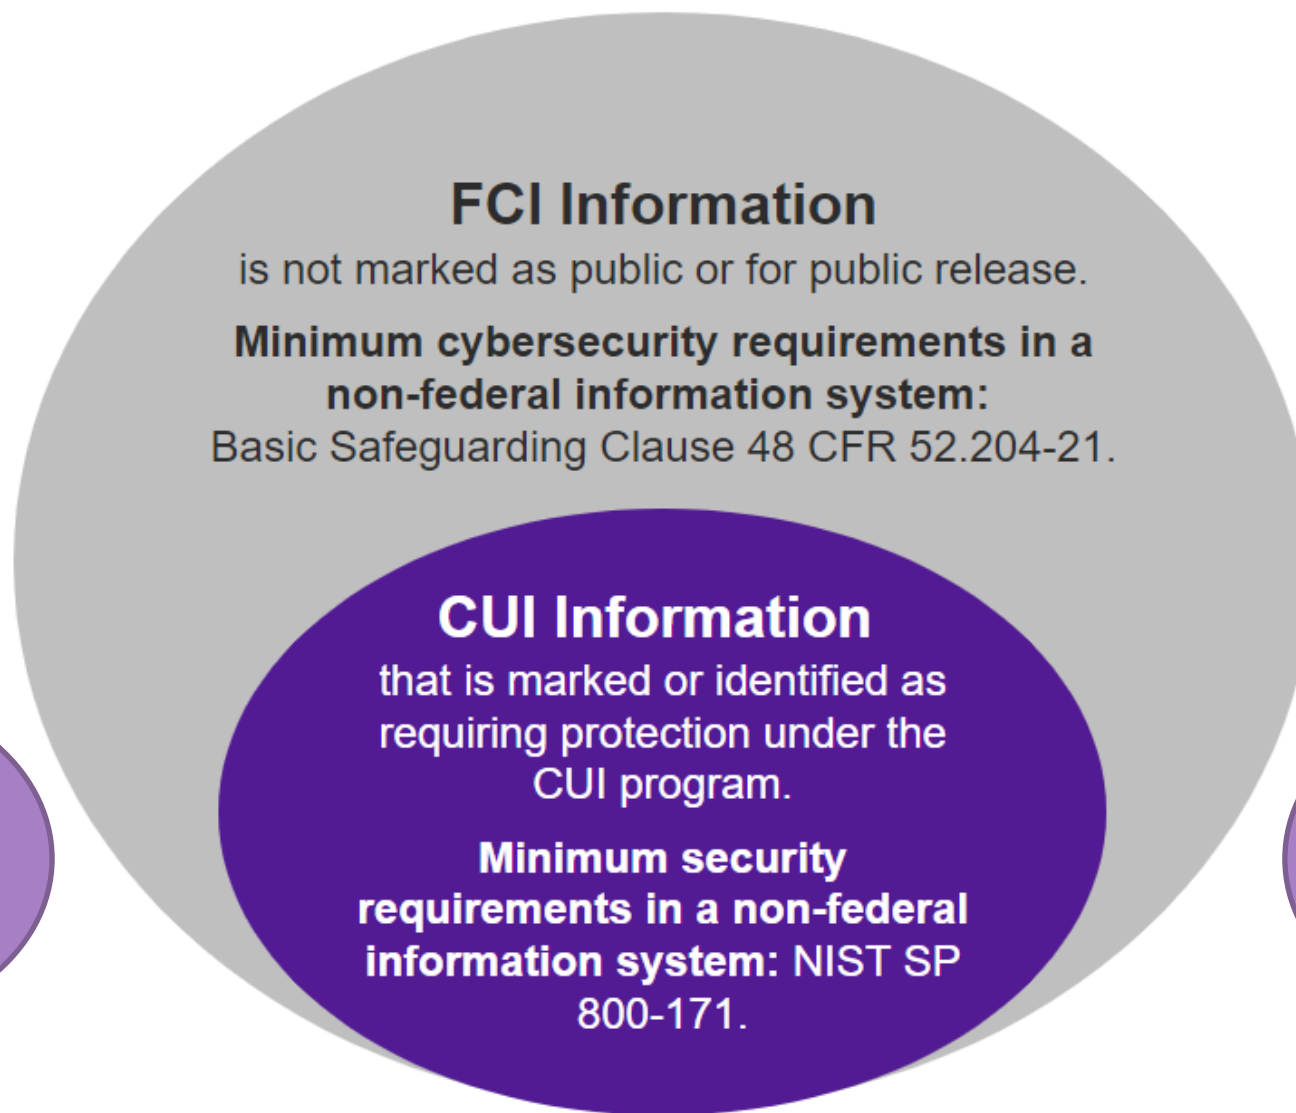 FCI Information
is not marked as public or for public release.
Minimum cybersecurity requirements in a
non-federal information system:
Basic Safeguarding Clause 48 CFR 52.204-21.
CUI Information
that is marked or identified as
requiring protection under the
CUI program.
Minimum security
requirements in a non-federal
information system: NIST SP
800-171.